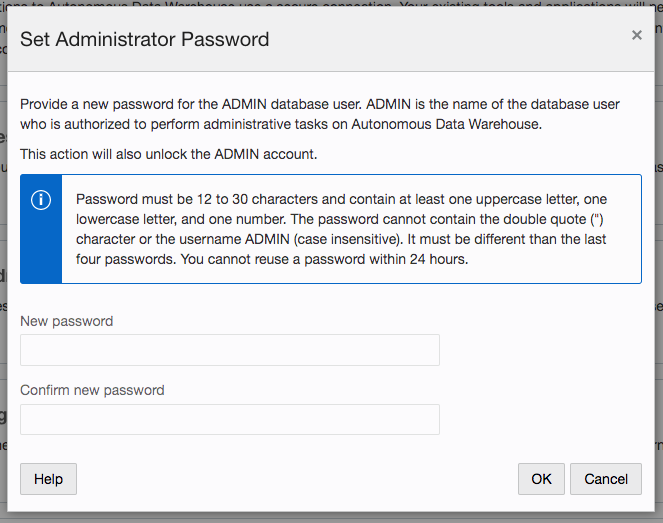 Set Administrator Password
×
Provide a new password for the ADMIN database user. ADMIN is the name of the database user
who is authorized to perform administrative tasks on Autonomous Data Warehouse.
This action will also unlock the ADMIN account.
Password must be 12 to 30 characters and contain at least one uppercase letter, one
lowercase letter, and one number. The password cannot contain the double quote (")
character or the username ADMIN (case insensitive). It must be different than the last
four passwords. You cannot reuse a password within 24 hours.
New password
Confirm new password
Help
OK
Cancel